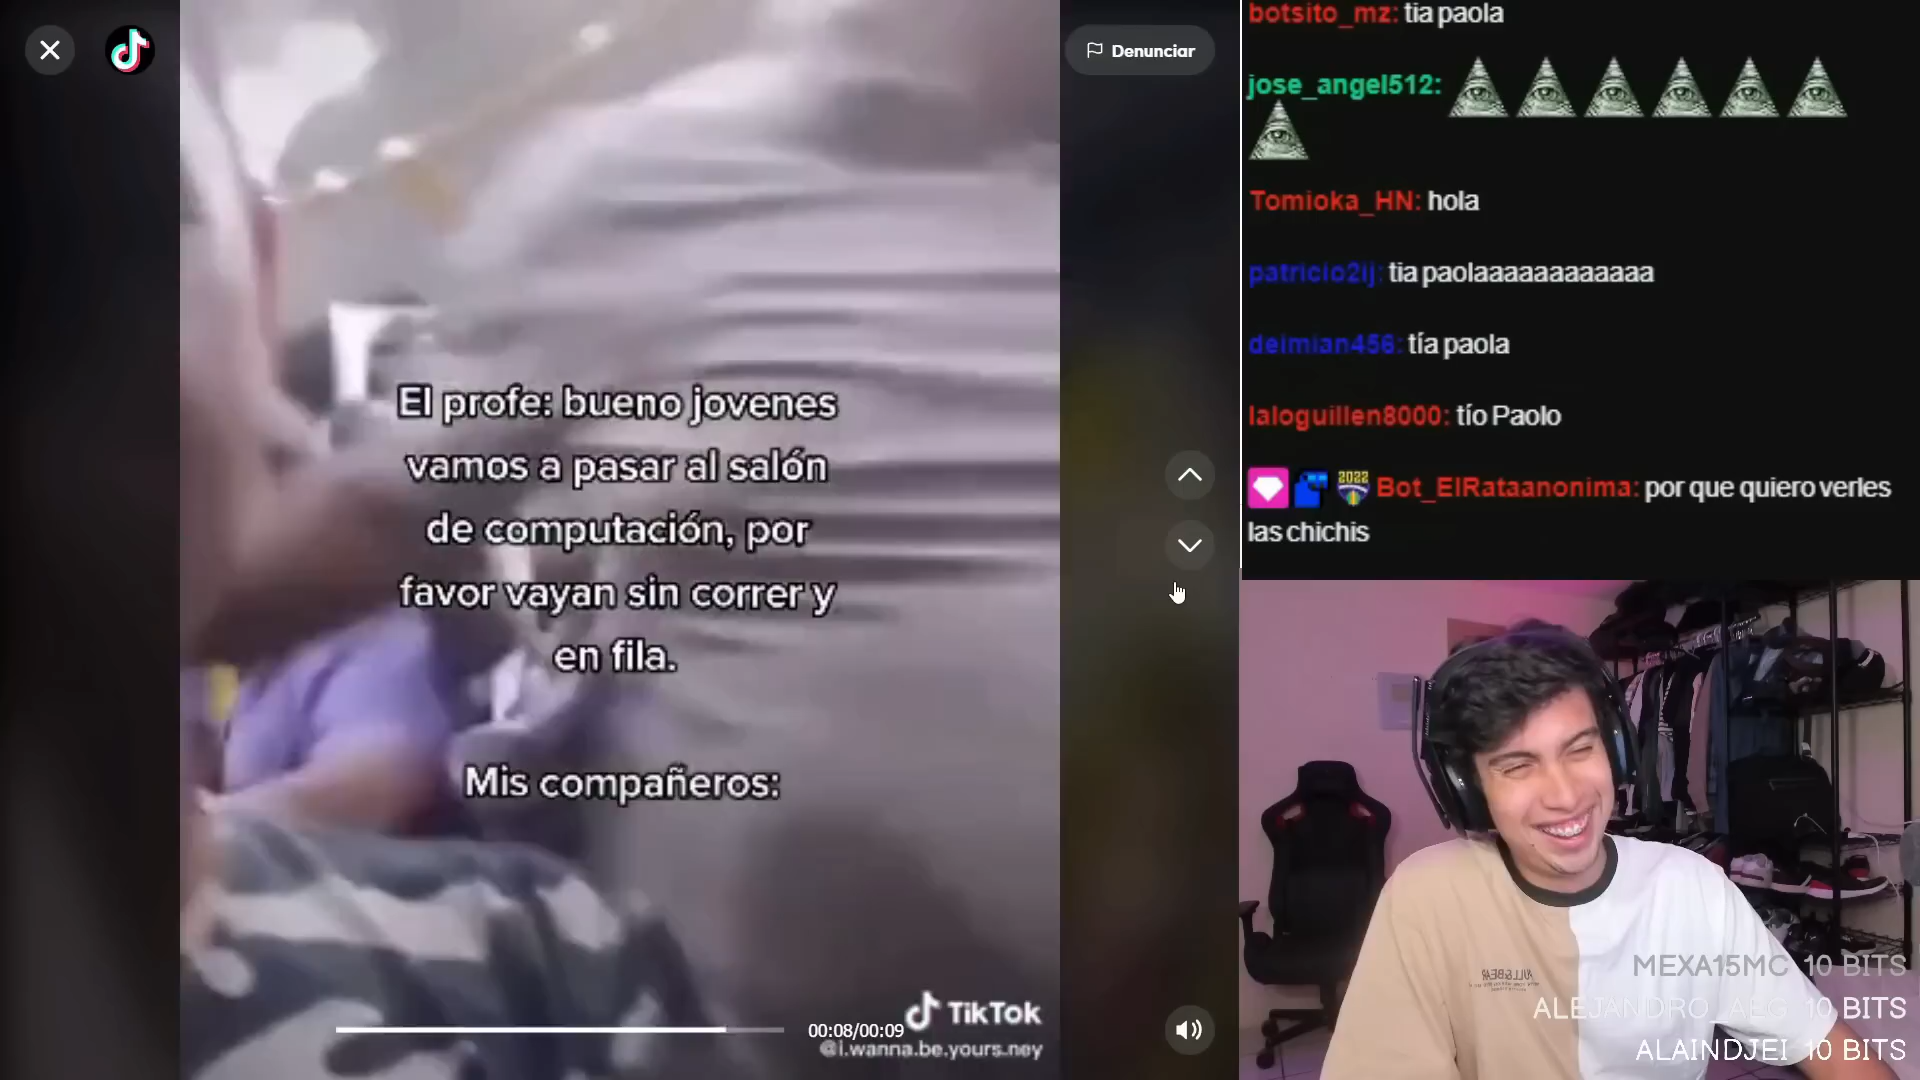 Denunciar
El profe: bueno jovenes
vamos a pasar al salón
de computación, por
favor vayan sin correr y
en fila.
Mis compañeros:
00:08/00:09
TikTok
@i.wanna.be.yours.ney
botsito_mz: tia paola
jose_angel512:
Tomioka_HN: hola
patricio2ij: tia paolaaaaaaaaaaaa
deimian456: tía paola
laloguillen8000: tío Paolo
2022 Bot_ElRataanonima: por que quiero verles
las chichis
PULL&BEAR
MEXA15MC 10 BITS
ALEJANDRO_AEG 10 BITS
ALAINDJEI 10 BITS